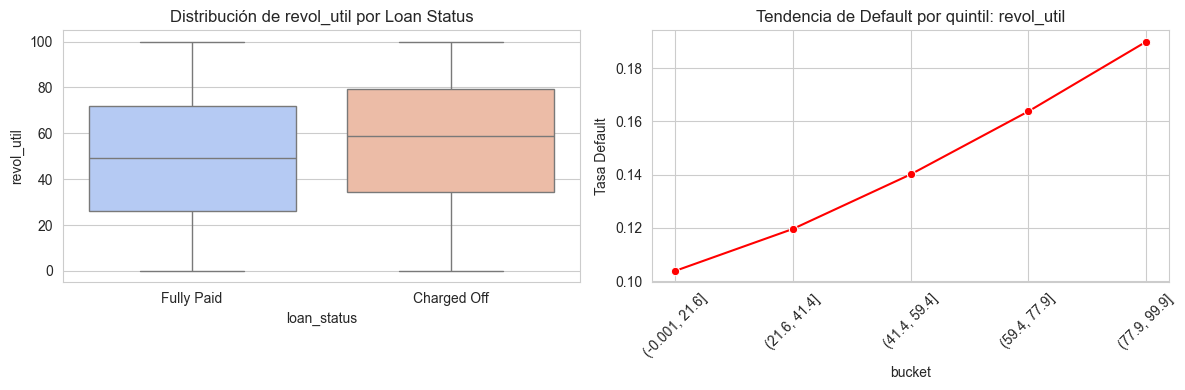 Distribución de revol_util por Loan Status
revol_util
100
80
60
40
20
0
Fully Paid
Charged Off
loan_status
Tendencia de Default por quintil: revol_util
Tasa Default
0.18
0.16
0.14
0.12
0.10
(-0.001, 21.6]
(21.6, 41.4]
(41.4, 59.4]
(59.4, 77.9]
(77.9, 99.9]
bucket